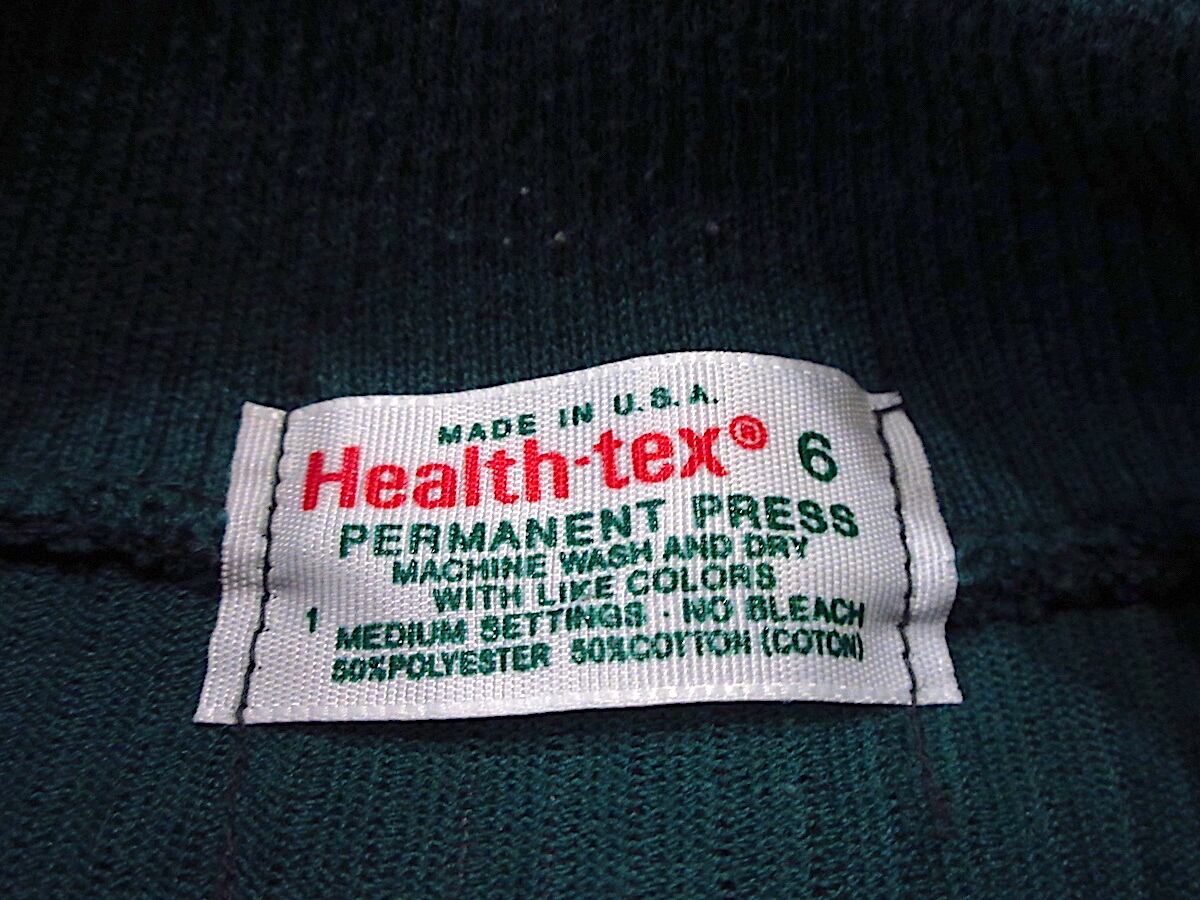 MADE IN U.S.A.
Health-tex® 6
PERMANENT PRESS
MACHINE WASH AND DRY
WITH LIKE COLORS
1 MEDIUM SETTINGS · NO BLEACH
50%POLYESTER 50%COTTON (COTON)